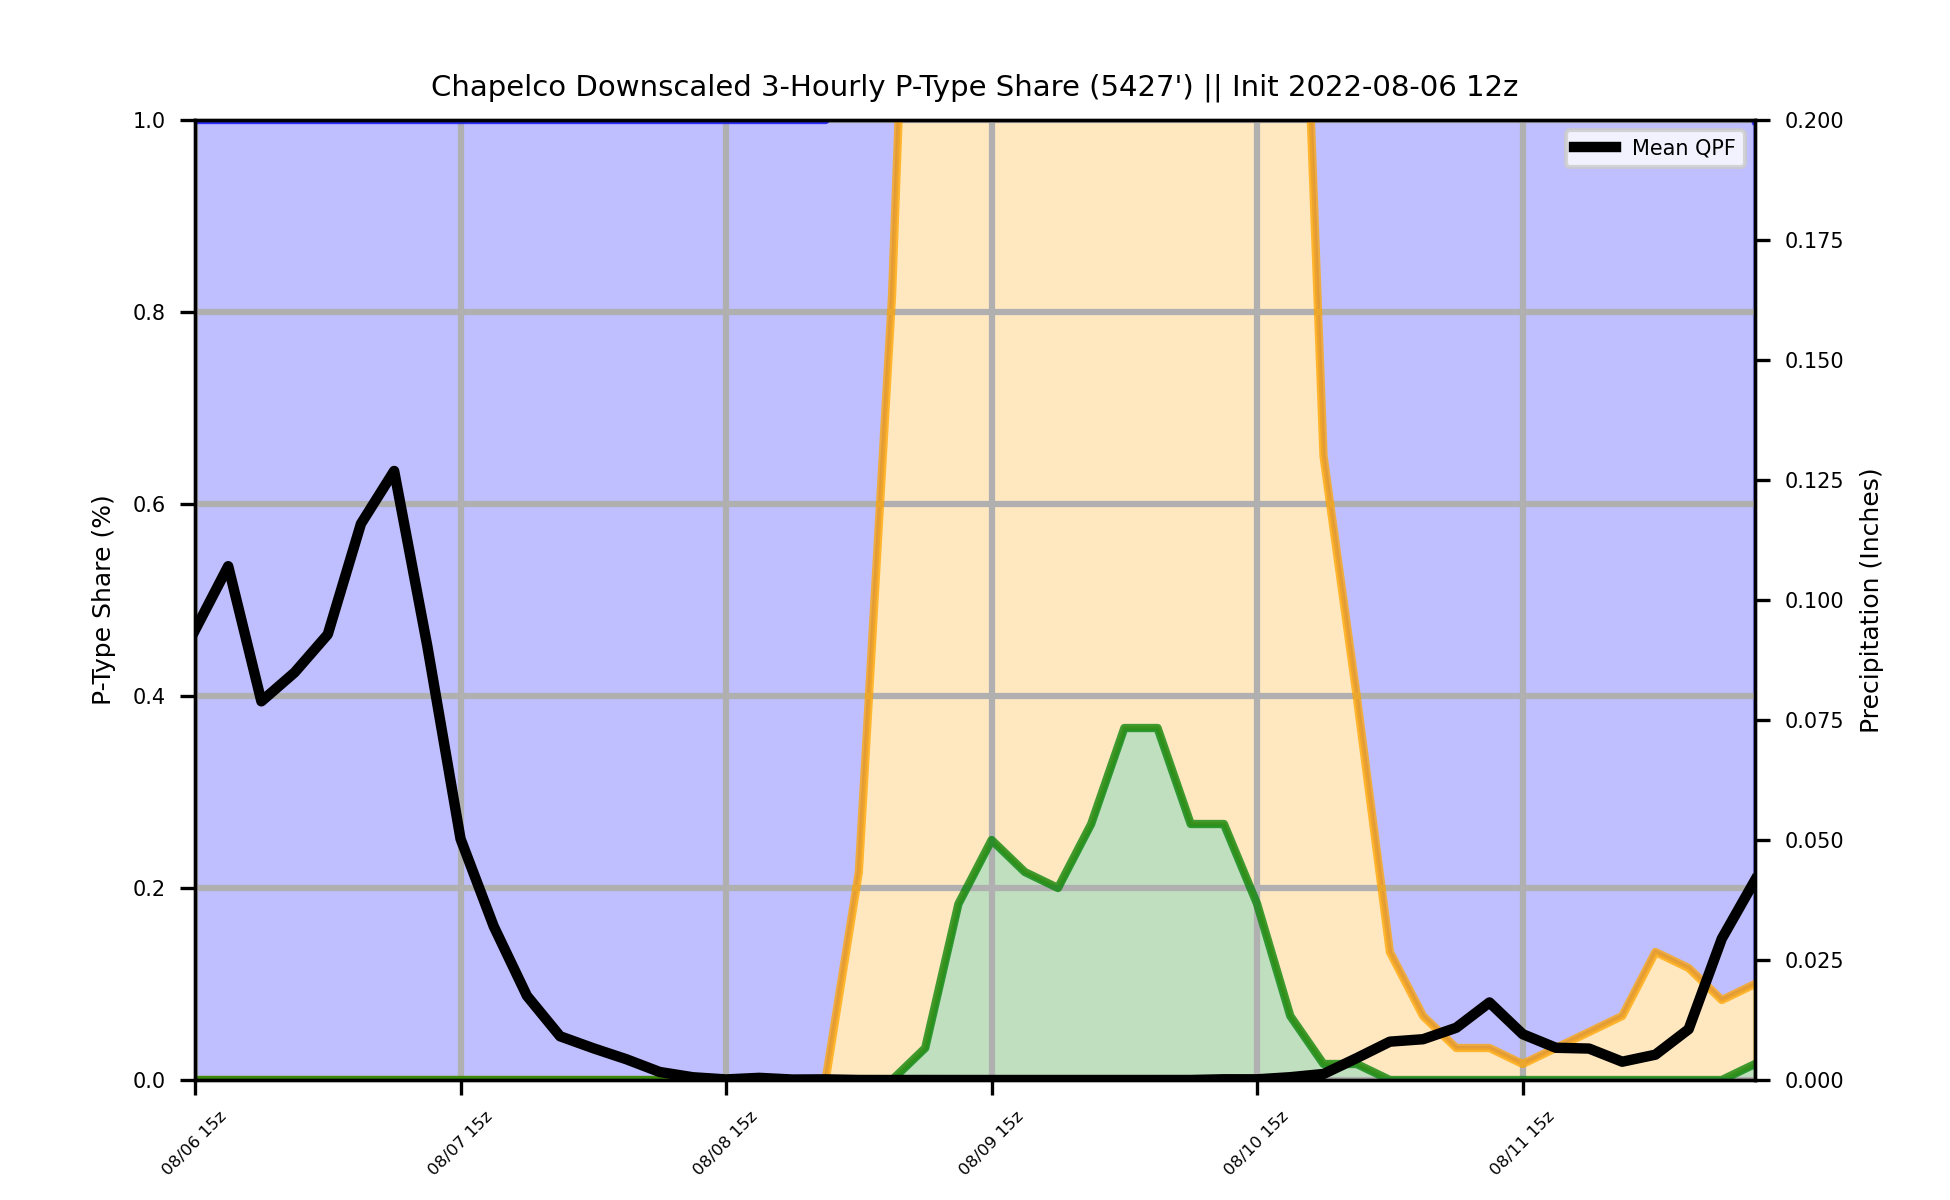 Chapelco Downscaled 3-Hourly P-Type Share (5427') || Init 2022-08-06 12z
Mean QPF
P-Type Share (%)
1.0
0.8
0.6
0.4
0.2
0.0
0.200
0.175
0.150
0.125
0.100
0.075
0.050
0.025
0.000
Precipitation (Inches)
08/06 15z
08/07 15z
08/08 15z
08/09 15z
08/10 15z
08/11 15z